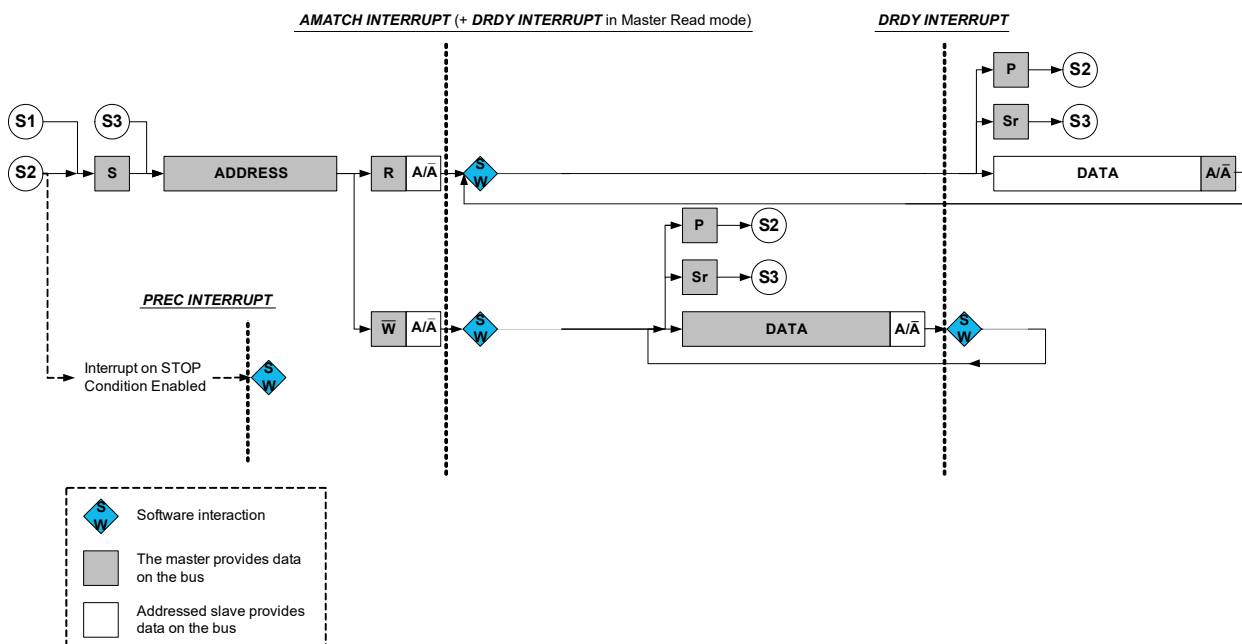 AMATCH INTERRUPT (+ DRDY INTERRUPT in Master Read mode)
DRDY INTERRUPT
P
S2
S1
S3
Sr
S3
S2
S
ADDRESS
R
A/A̅
S
W
DATA
A/A̅
P
S2
Sr
S3
PREC INTERRUPT
W̅
A/A̅
S
W
DATA
A/A̅
S
W
Interrupt on STOP
Condition Enabled
S
W
S
W
Software interaction
The master provides data
on the bus
Addressed slave provides
data on the bus